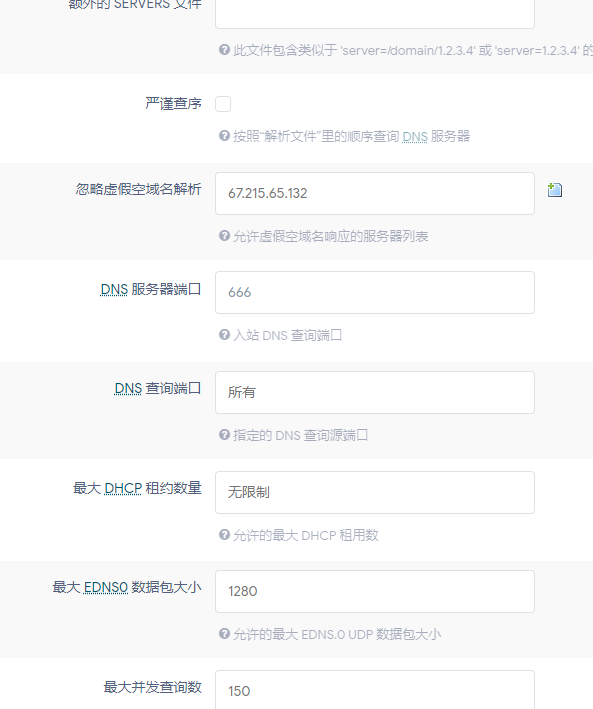 额外的 SERVERS 文件
此文件包含类似于 'server=/domain/1.2.3.4' 或 'server=1.2.3.4' 的
严谨查序
按照“解析文件”里的顺序查询 DNS 服务器
忽略虚假空域名解析
67.215.65.132
允许虚假空域名响应的服务器列表
DNS 服务器端口
666
入站 DNS 查询端口
DNS 查询端口
所有
指定的 DNS 查询源端口
最大 DHCP 租约数量
无限制
允许的最大 DHCP 租用数
最大 EDNS0 数据包大小
1280
允许的最大 EDNS.0 UDP 数据包大小
最大并发查询数
150